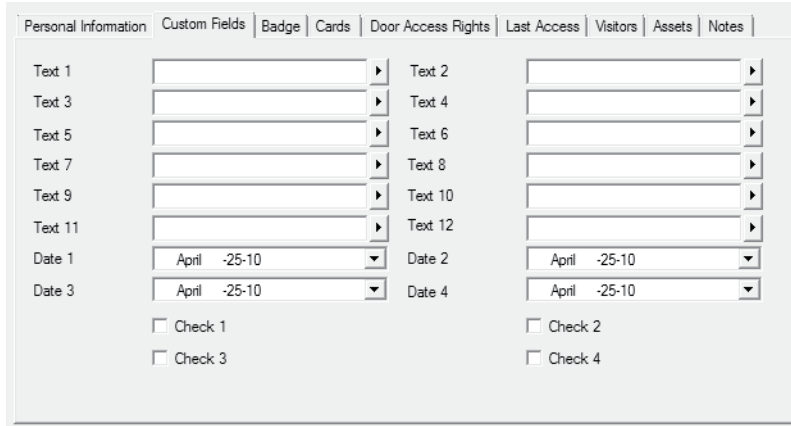 Personal Information Custom Fields Badge Cards Door Access Rights Last Access Visitors Assets Notes
Text 1 Text 2
Text 3 Text 4
Text 5 Text 6
Text 7 Text 8
Text 9 Text 10
Text 11 Text 12
Date 1 April -25-10 Date 2 April -25-10
Date 3 April -25-10 Date 4 April -25-10
Check 1 Check 2
Check 3 Check 4